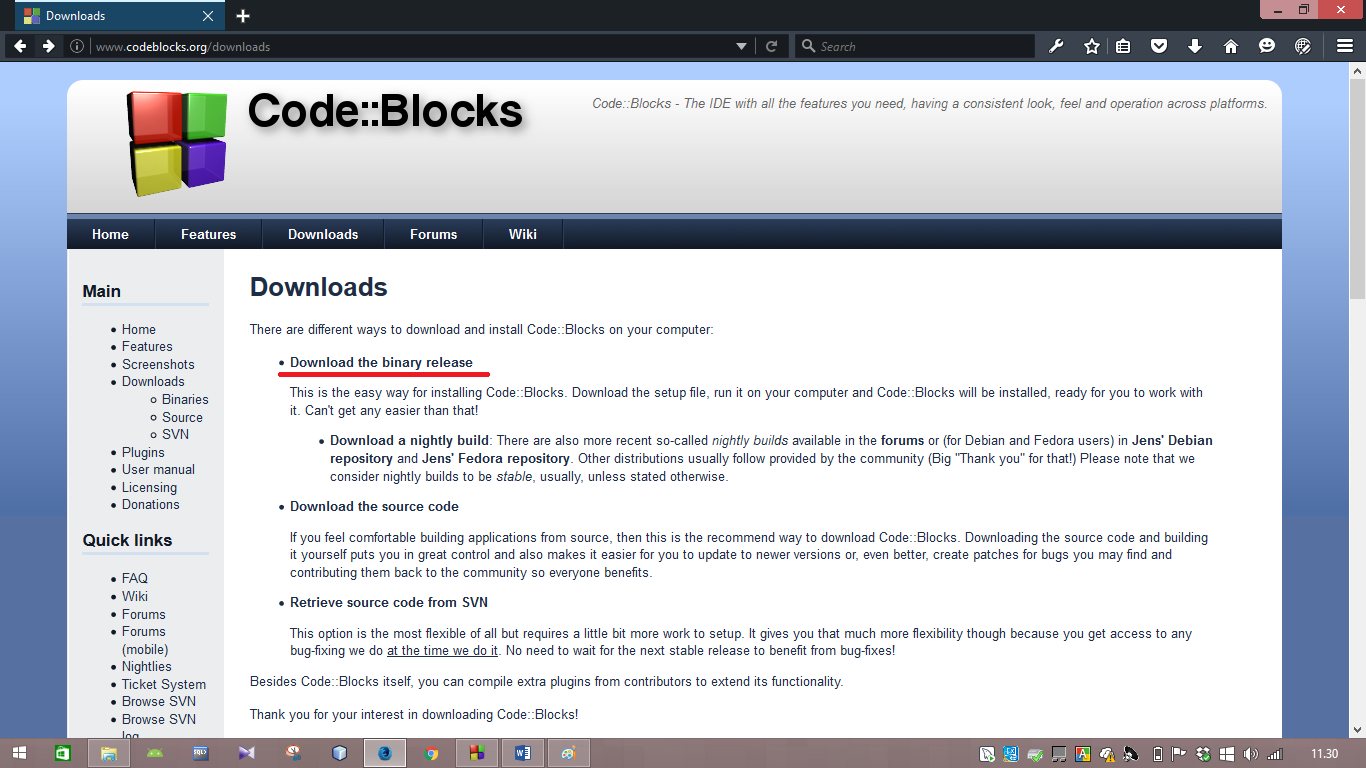 Downloads
www.codeblocks.org/downloads
Search
Code::Blocks
Code::Blocks - The IDE with all the features you need, having a consistent look, feel and operation across platforms.
Home
Features
Downloads
Forums
Wiki
Main
Home
Features
Screenshots
Downloads
Binaries
Source
SVN
Plugins
User manual
Licensing
Donations
Quick links
FAQ
Wiki
Forums
Forums
(mobile)
Nightlies
Ticket System
Browse SVN
Browse SVN
log
Downloads
There are different ways to download and install Code::Blocks on your computer:
Download the binary release
This is the easy way for installing Code::Blocks. Download the setup file, run it on your computer and Code::Blocks will be installed, ready for you to work with
it. Can't get any easier than that!
Download a nightly build: There are also more recent so-called nightly builds available in the forums or (for Debian and Fedora users) in Jens' Debian
repository and Jens' Fedora repository. Other distributions usually follow provided by the community (Big "Thank you" for that!) Please note that we
consider nightly builds to be stable, usually, unless stated otherwise.
Download the source code
If you feel comfortable building applications from source, then this is the recommend way to download Code::Blocks. Downloading the source code and building
it yourself puts you in great control and also makes it easier for you to update to newer versions or, even better, create patches for bugs you may find and
contributing them back to the community so everyone benefits.
Retrieve source code from SVN
This option is the most flexible of all but requires a little bit more work to setup. It gives you that much more flexibility though because you get access to any
bug-fixing we do at the time we do it. No need to wait for the next stable release to benefit from bug-fixes!
Besides Code::Blocks itself, you can compile extra plugins from contributors to extend its functionality.
Thank you for your interest in downloading Code::Blocks!
11.30